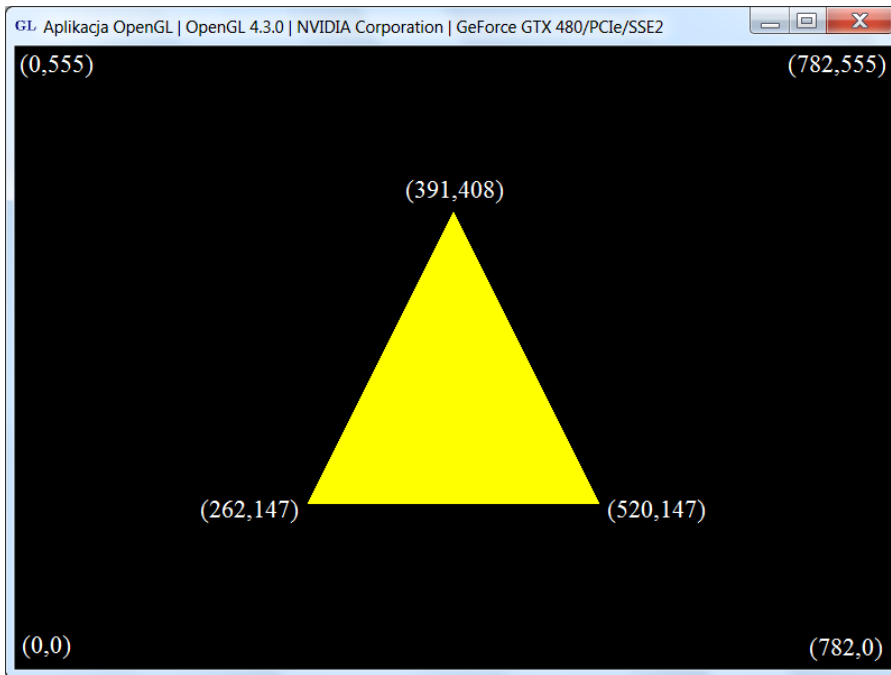 GL Aplikacja OpenGL | OpenGL 4.3.0 | NVIDIA Corporation | GeForce GTX 480/PCIe/SSE2
(0,555) (782,555)
(391,408)
(262,147) (520,147)
(0,0) (782,0)